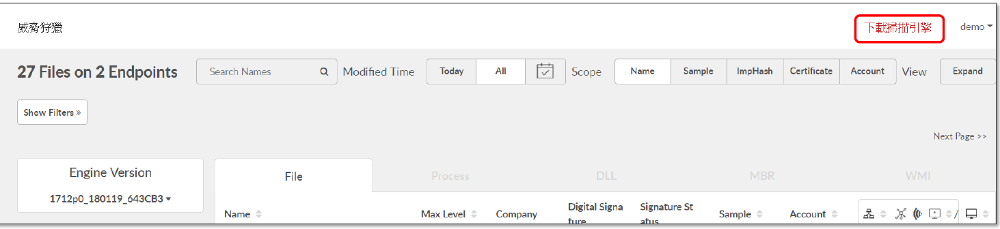 威脅狩獵
下載掃描引擎 demo
27 Files on 2 Endpoints Search Names Modified Time Today All Scope Name Sample ImpHash Certificate Account View Expand
Show Filters »
Next Page >>
Engine Version
1712p0_180119_643CB3
File Process DLL MBR WMI
Name Max Level Company Digital Signa
ture Signature St
atus Sample Account /